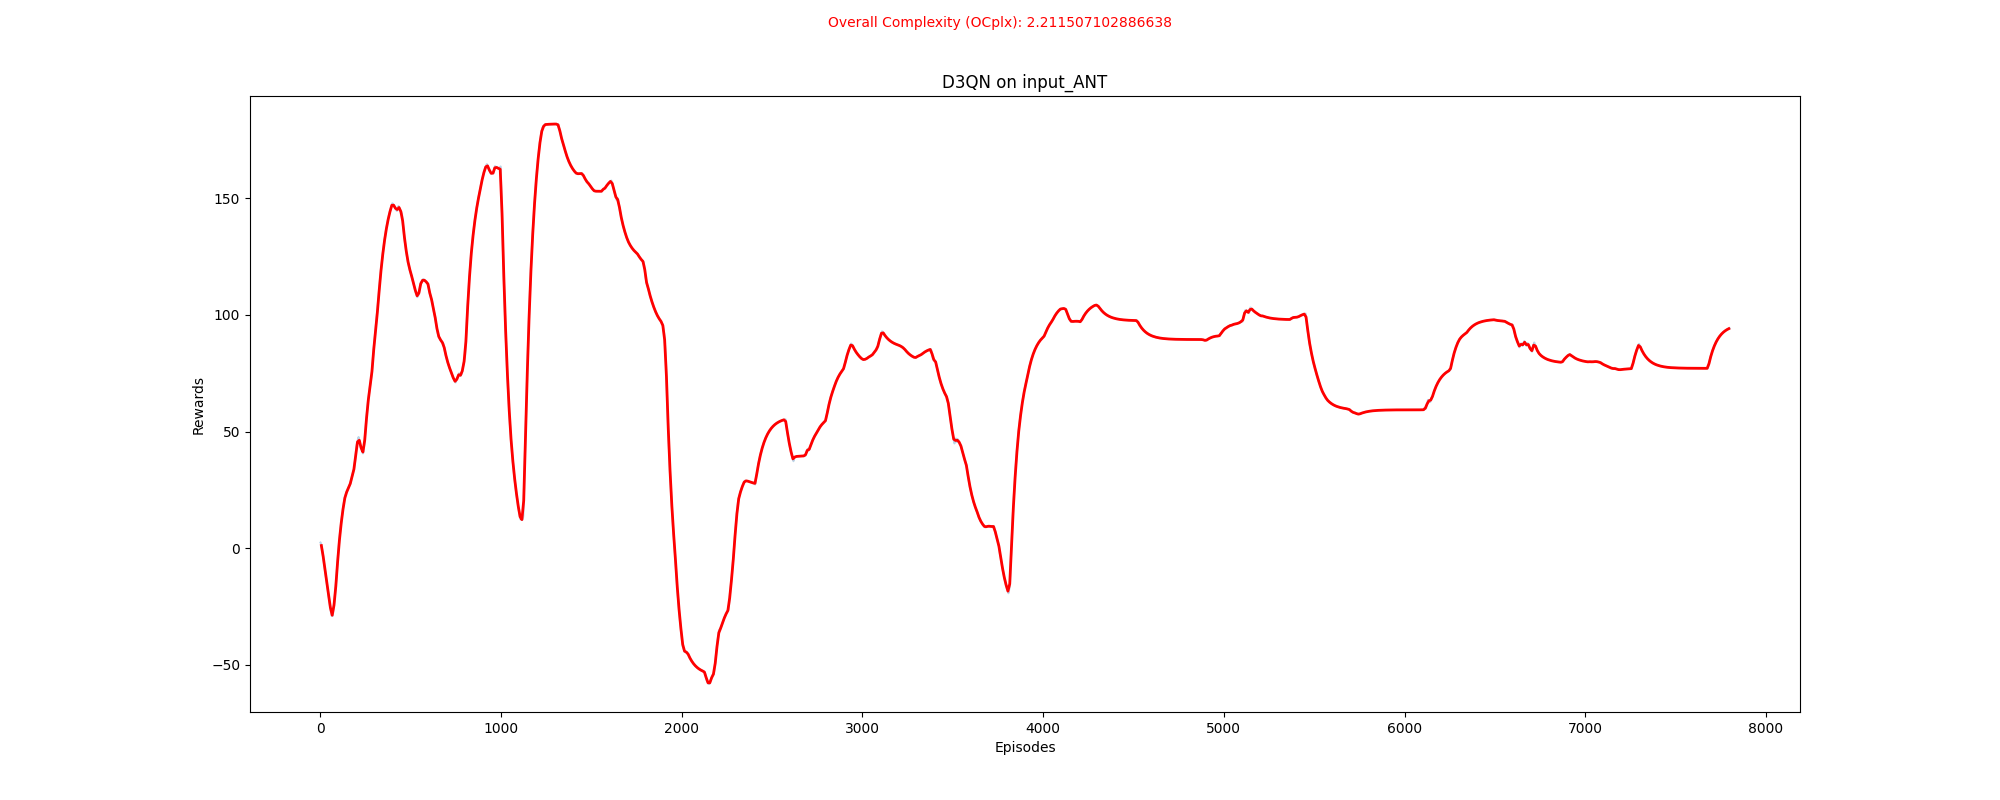 Overall Complexity (OCplx): 2.211507102886638
D3QN on input_ANT
150
100
50
0
−50
Rewards
0 1000 2000 3000 4000 5000 6000 7000 8000
Episodes